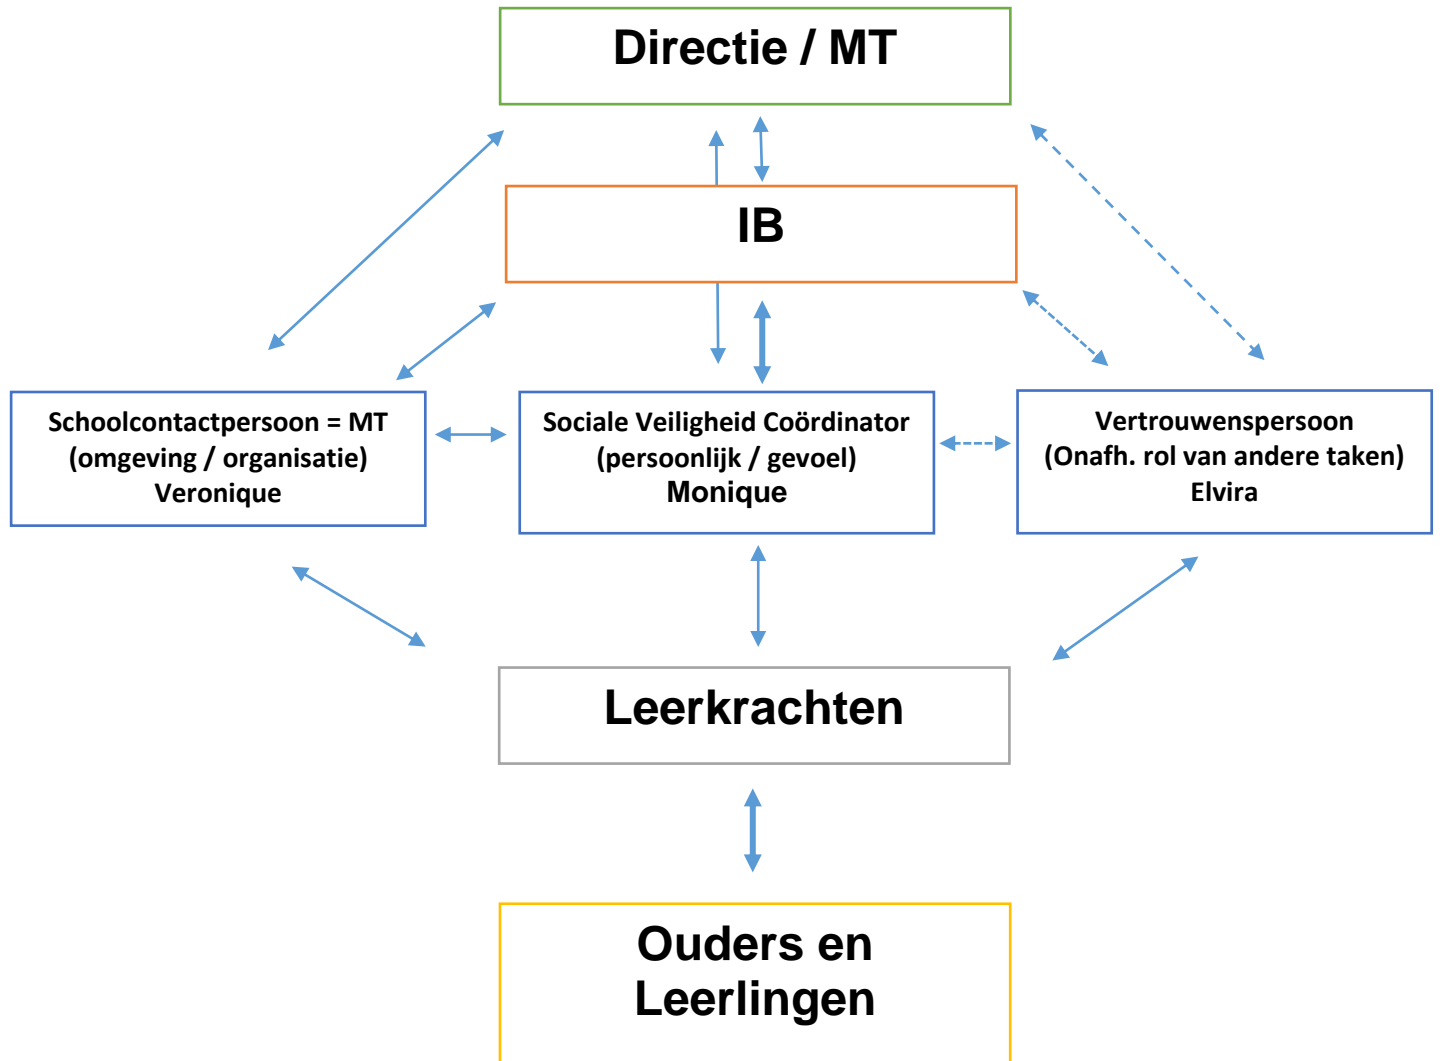 Directie / MT
IB
Schoolcontactpersoon = MT
(omgeving / organisatie)
Veronique
Sociale Veiligheid Coördinator
(persoonlijk / gevoel)
Monique
Vertrouwenspersoon
(Onafh. rol van andere taken)
Elvira
Leerkrachten
Ouders en
Leerlingen